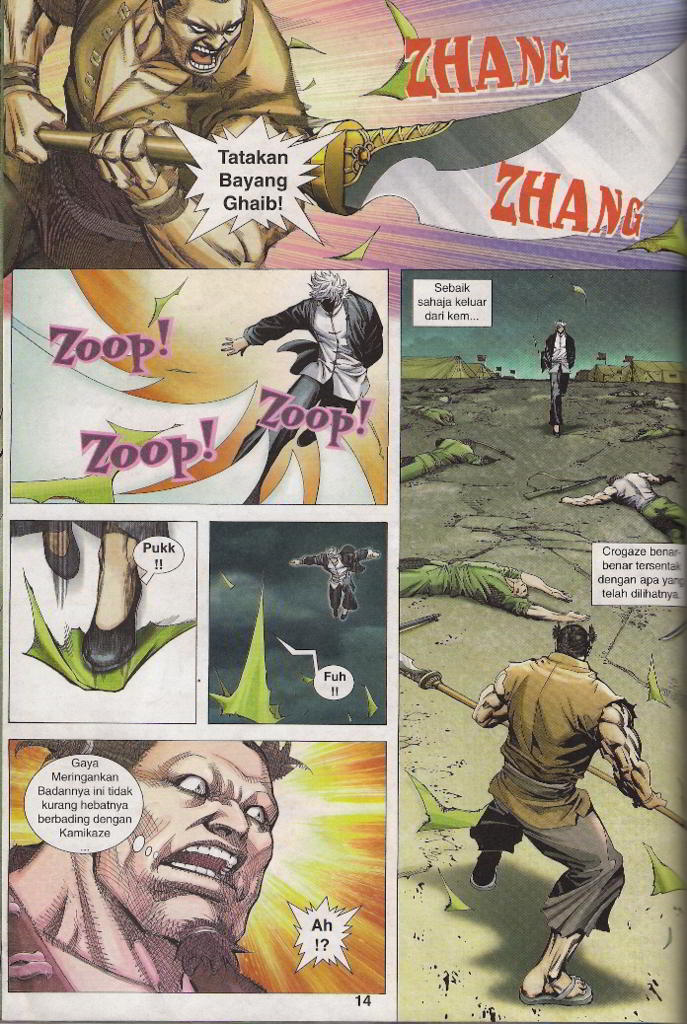 ZHANG
Tatakan
Bayang
Ghaib!
ZHANG
Zoop!
Zoop!
Zoop!
Pukk
!!
Fuh
!!
Gaya
Meringankan
Badannya ini tidak
kurang hebatnya
berbading dengan
Kamikaze
...
Ah
!?
14
Sebaik
sahaja keluar
dari kem...
Crogaze benar-
benar tersentak
dengan apa yang
telah dilihatnya.